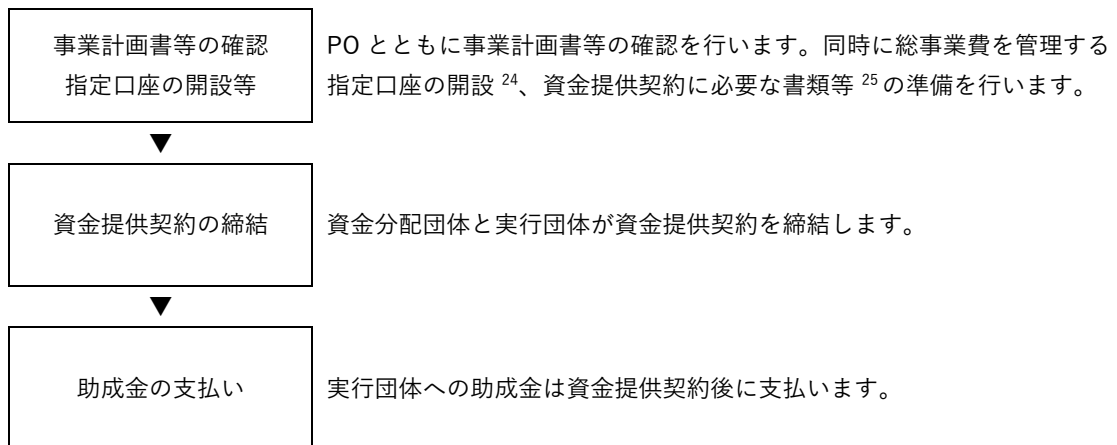 事業計画書等の確認
指定口座の開設等
PO とともに事業計画書等の確認を行います。同時に総事業費を管理する
指定口座の開設 24、資金提供契約に必要な書類等 25 の準備を行います。
▼
資金提供契約の締結
資金分配団体と実行団体が資金提供契約を締結します。
▼
助成金の支払い
実行団体への助成金は資金提供契約後に支払います。